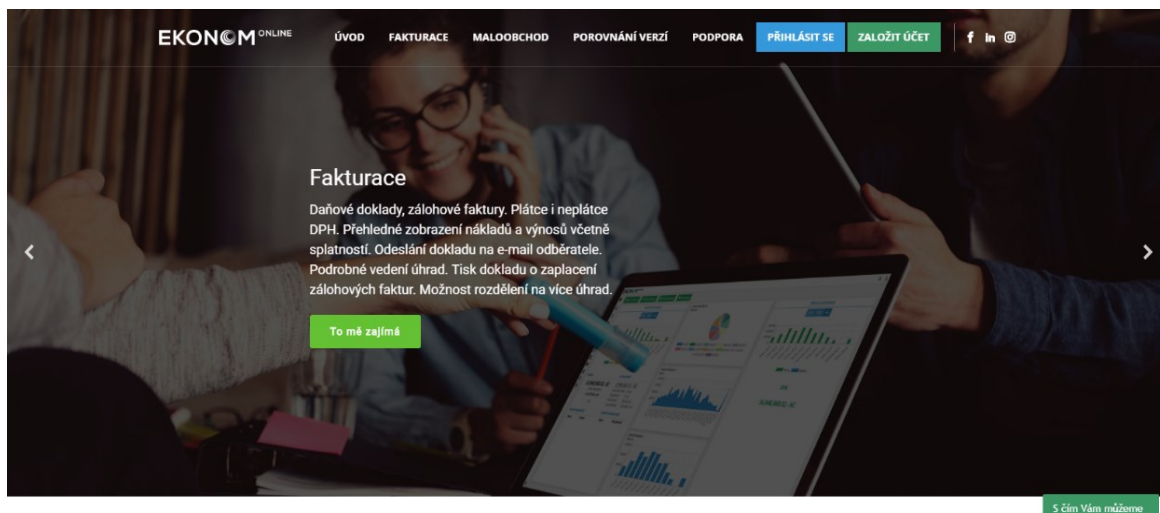 EKONOM ONLINE
ÚVOD FAKTURACE MALOOBCHOD POROVNÁNÍ VERZÍ PODPORA PŘIHLÁSIT SE ZALOŽIT ÚČET
Fakturace
Daňové doklady, zálohové faktury. Plátce i neplátce
DPH. Přehledné zobrazení nákladů a výnosů včetně
splatností. Odeslání dokladu na e-mail odběratele.
Podrobné vedení úhrad. Tisk dokladu o zaplacení
zálohových faktur. Možnost rozdělení na více úhrad.
To mě zajímá
S čím Vám můžeme